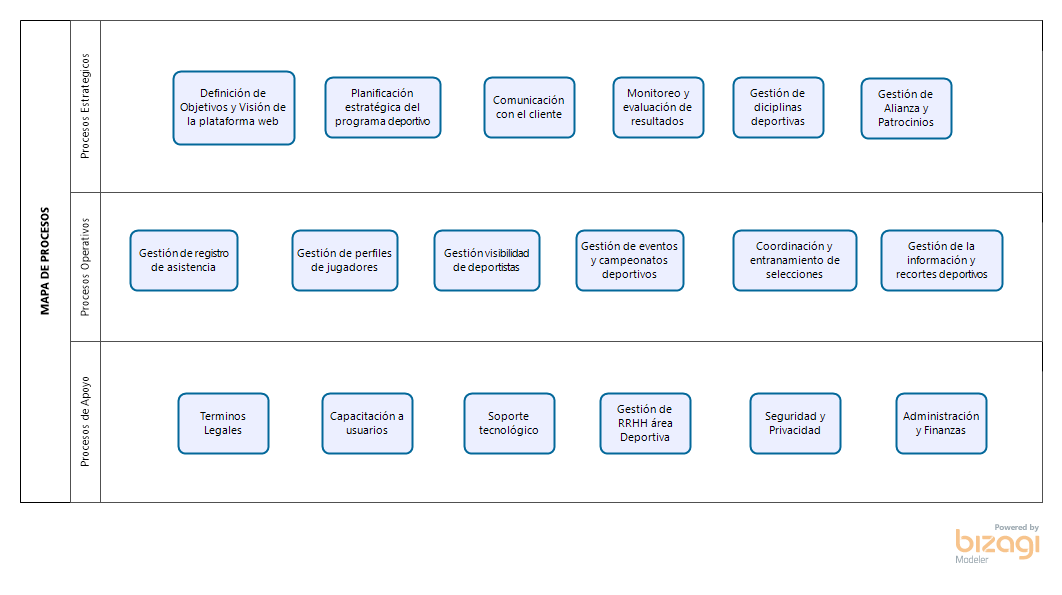 MAPA DE PROCESOS
Procesos Estrategicos
Definición de
Objetivos y Visión de
la plataforma web
Planificación
estratégica del
programa deportivo
Comunicación
con el cliente
Monitoreo y
evaluación de
resultados
Gestión de
diciplinas
deportivas
Gestión de
Alianza y
Patrocinios
Procesos Operativos
Gestión de registro
de asistencia
Gestión de perfiles
de jugadores
Gestión visibilidad
de deportistas
Gestión de eventos
y campeonatos
deportivos
Coordinación y
entranamiento de
selecciones
Gestión de la
información y
recortes deportivos
Procesos de Apoyo
Terminos
Legales
Capacitación a
usuarios
Soporte
tecnológico
Gestión de
RRHH área
Deportiva
Seguridad y
Privacidad
Administración
y Finanzas
Powered by
bizagi
Modeler